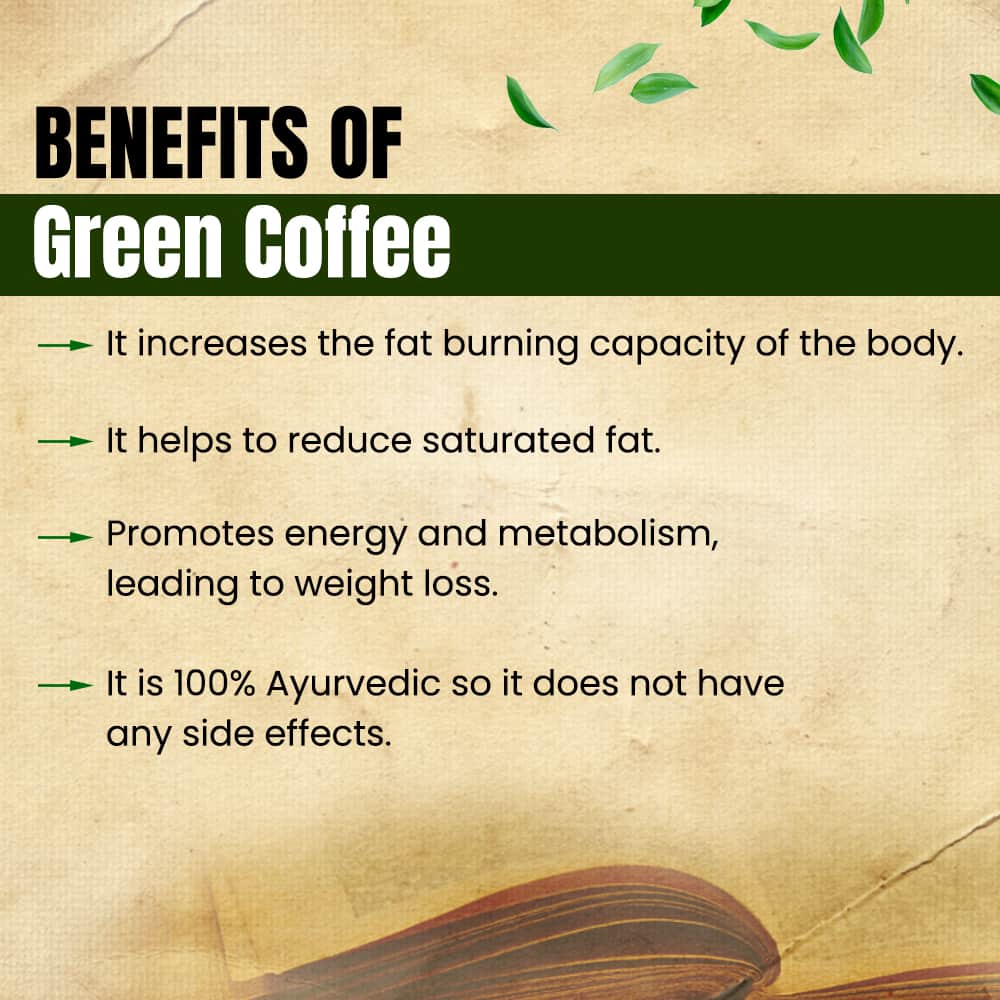 BENEFITS OF
Green Coffee
It increases the fat burning capacity of the body.
It helps to reduce saturated fat.
Promotes energy and metabolism,
leading to weight loss.
It is 100% Ayurvedic so it does not have
any side effects.